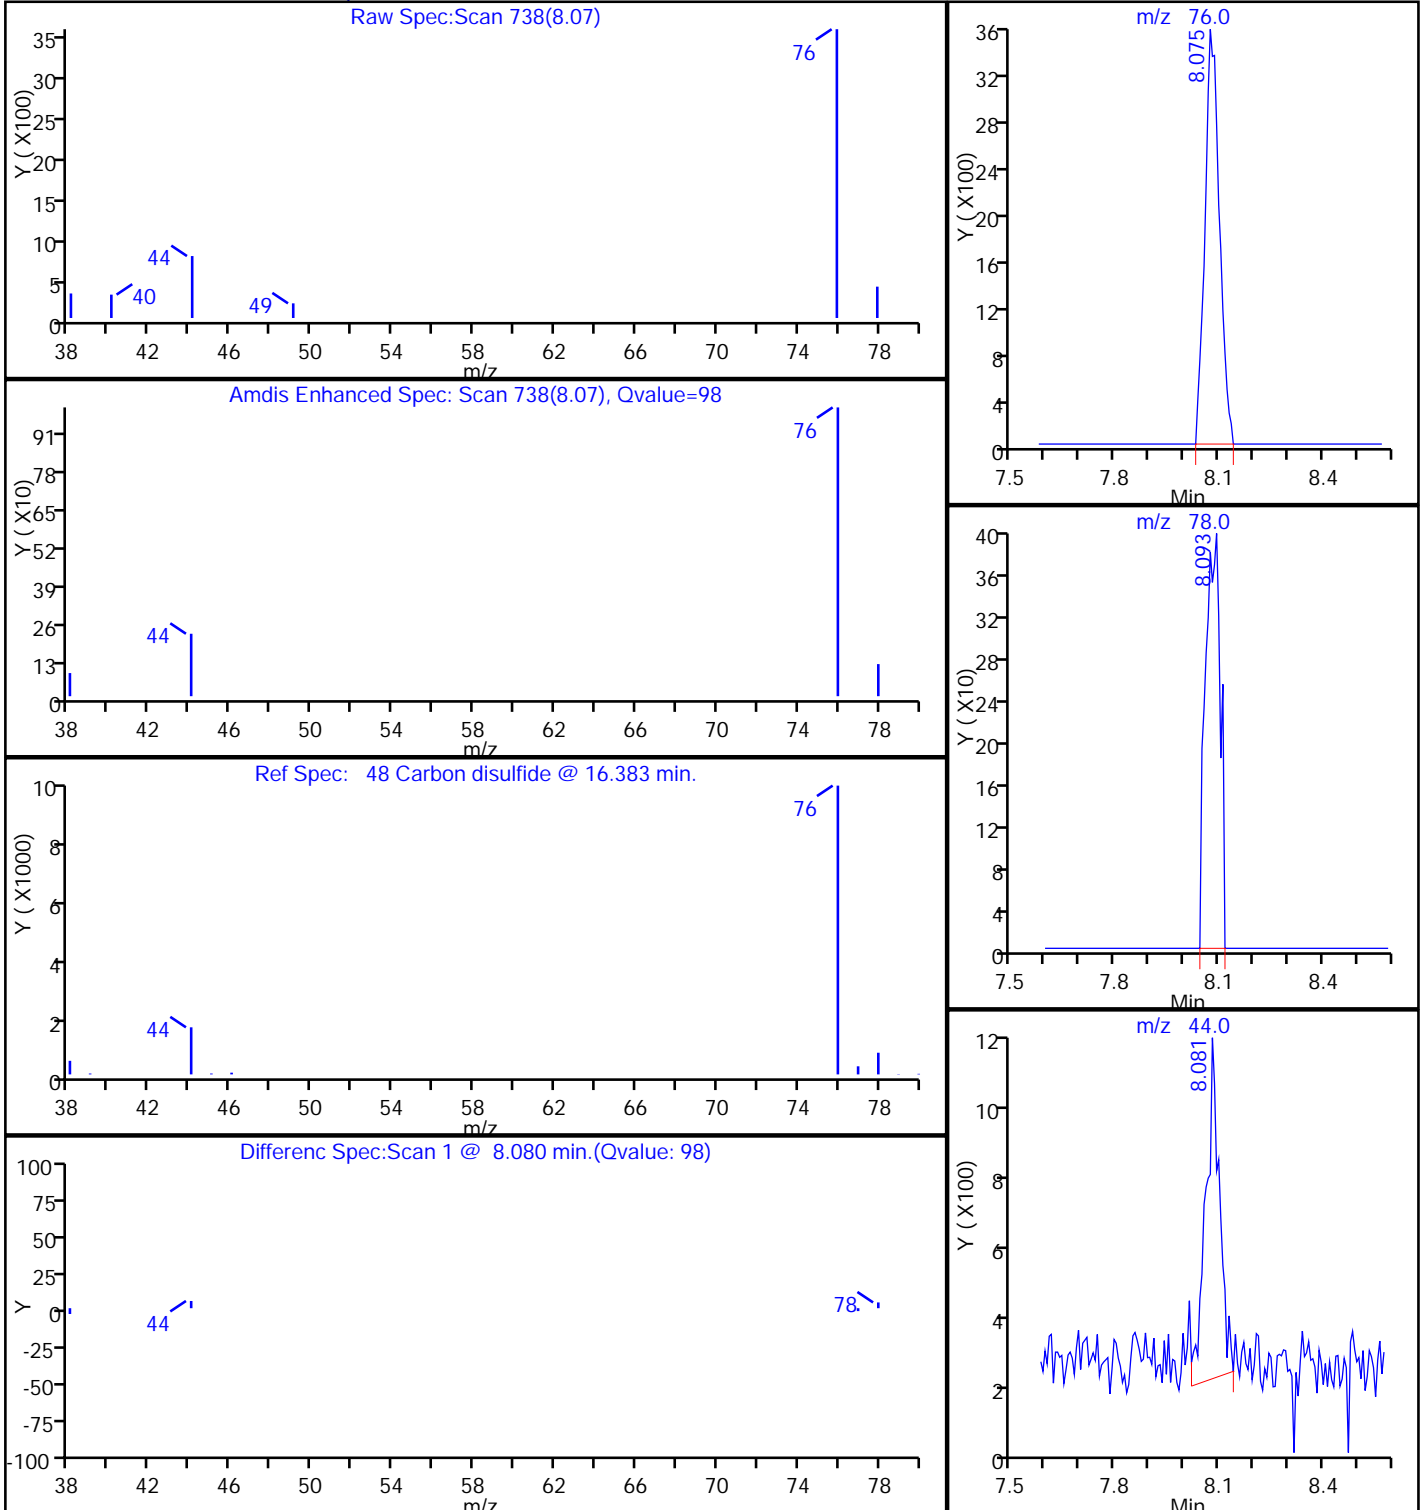 Raw Spec:Scan 738(8.07)
Y ( X100)
35
30
25
20
15
10
5
0
76
44
40
49
38 42 46 50 54 58 62 66 70 74 78
m/z
Amdis Enhanced Spec: Scan 738(8.07), Qvalue=98
Y ( X10)
91
78
65
52
39
26
13
0
76
44
38 42 46 50 54 58 62 66 70 74 78
m/z
Ref Spec: 48 Carbon disulfide @ 16.383 min.
Y ( X1000)
10
8
6
4
2
0
76
44
38 42 46 50 54 58 62 66 70 74 78
m/z
Differenc Spec:Scan 1 @ 8.080 min.(Qvalue: 98)
Y
100
75
50
25
0
-25
-50
-75
-100
44
78
38 42 46 50 54 58 62 66 70 74 78
m/z
m/z 76.0
Y ( X100)
36
32
28
24
20
16
12
8
4
0
8.075
7.5 7.8 8.1 8.4
Min
m/z 78.0
Y ( X10)
40
36
32
28
24
20
16
12
8
4
0
8.093
7.5 7.8 8.1 8.4
Min
m/z 44.0
Y ( X100)
12
10
8
6
4
2
0
8.081
7.5 7.8 8.1 8.4
Min